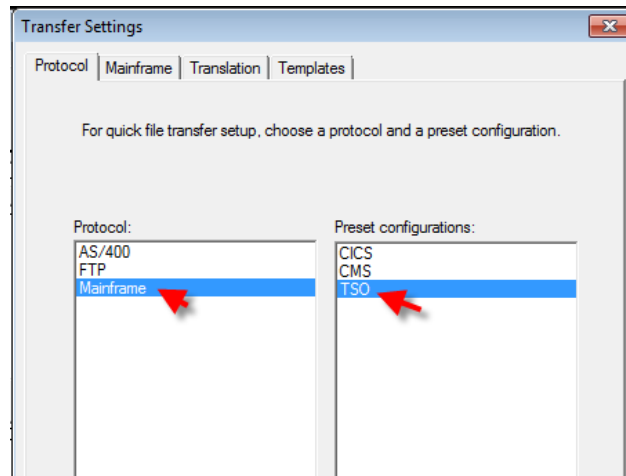 Transfer Settings
Protocol Mainframe Translation Templates
For quick file transfer setup, choose a protocol and a preset configuration.
Protocol: Preset configurations:
AS/400 CICS
FTP CMS
Mainframe TSO